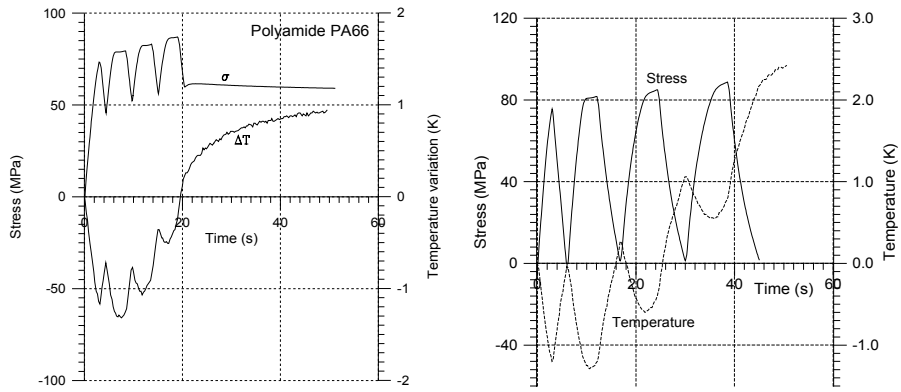 Polyamide PA66
100
50
0
-50
-100
Stress (MPa)
σ
ΔT
0
20
40
60
Time (s)
2
1
0
-1
-2
Temperature variation (K)
120
80
40
0
-40
Stress (MPa)
Stress
Temperature
0
20
40
60
Time (s)
3.0
2.0
1.0
0.0
-1.0
Temperature (K)